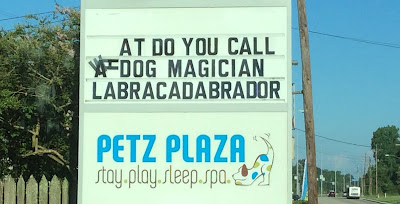 AT DO YOU CALL
A DOG MAGICIAN
LABRACADABRADOR
PETZ PLAZA
stay.play.sleep.spa.